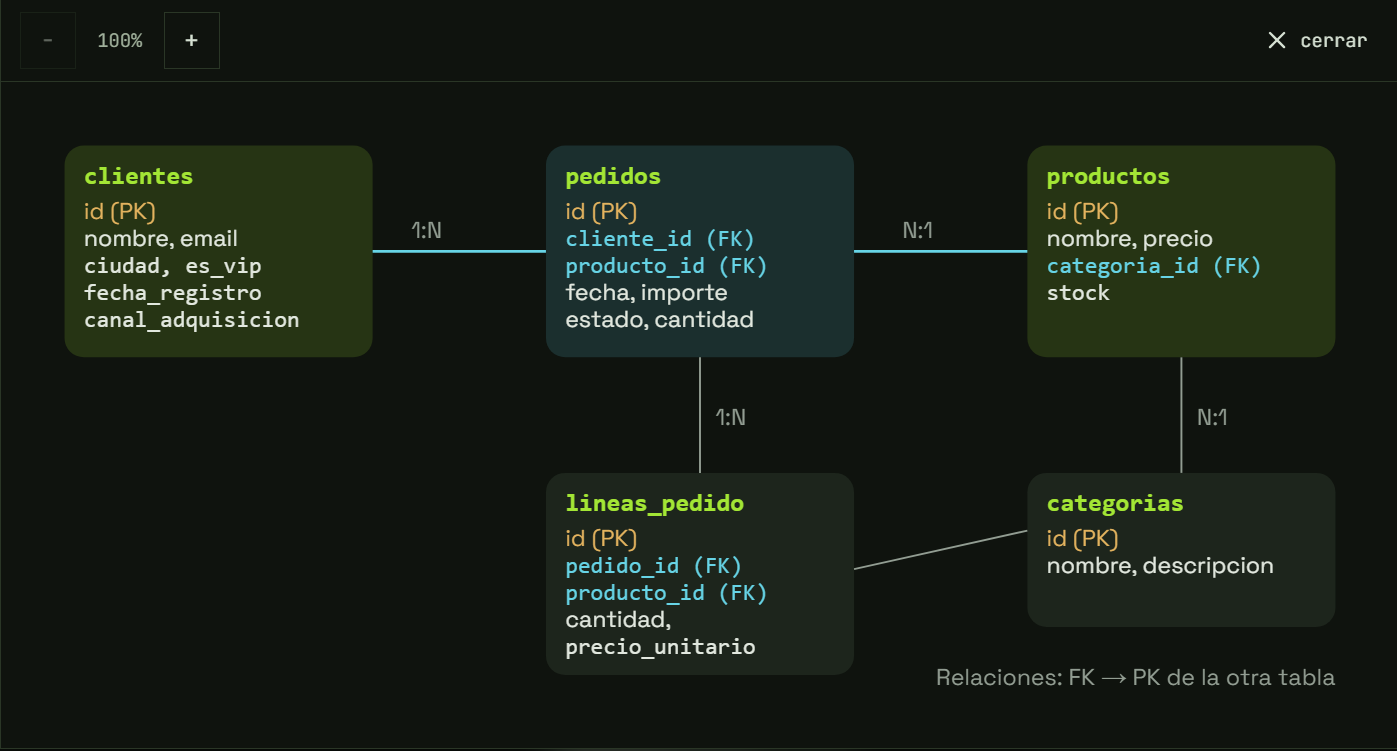 - 100% + cerrar
clientes
id (PK)
nombre, email
ciudad, es_vip
fecha_registro
canal_adquisicion
1:N
pedidos
id (PK)
cliente_id (FK)
producto_id (FK)
fecha, importe
estado, cantidad
N:1
productos
id (PK)
nombre, precio
categoria_id (FK)
stock
1:N
N:1
lineas_pedido
id (PK)
pedido_id (FK)
producto_id (FK)
cantidad,
precio_unitario
categorias
id (PK)
nombre, descripcion
Relaciones: FK → PK de la otra tabla